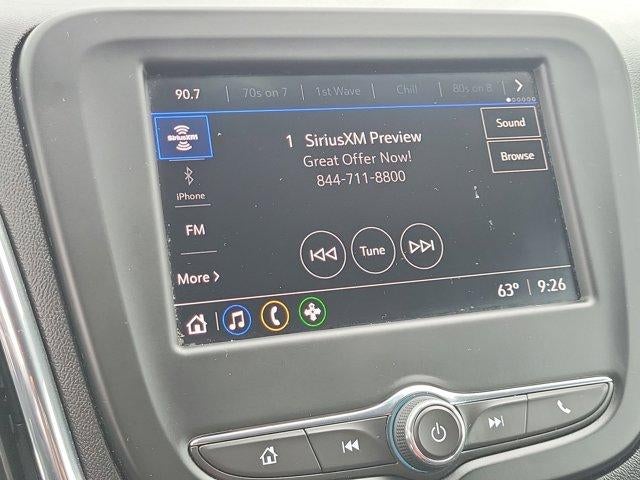 90.7 70s on 7 1st Wave Chill 80s on 8
SiriusXM
1 SiriusXM Preview
Sound
Great Offer Now!
Browse
844-711-8800
iPhone
FM
Tune
More
63° 9:26